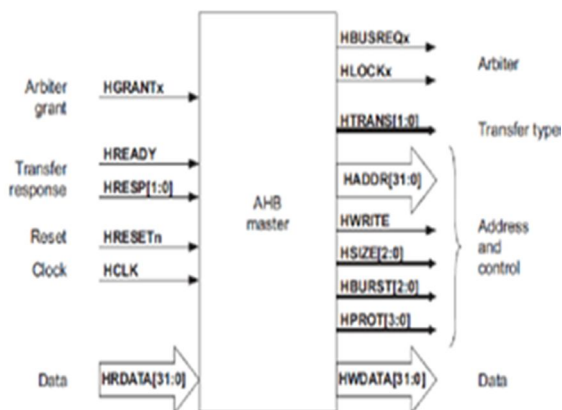 HBUSREQx
HLOCKx
Arbiter
Arbiter
grant
HGRANTx
HTRANS[1:0]
Transfer type
Transfer
response
HREADY
HRESP[1:0]
HADDR[31:0]
AHB
master
HWRITE
Address
and
control
Reset
HRESETn
HSIZE[2:0]
Clock
HCLK
HBURST[2:0]
HPROT[3:0]
Data
HRDATA[31:0]
HWDATA[31:0]
Data